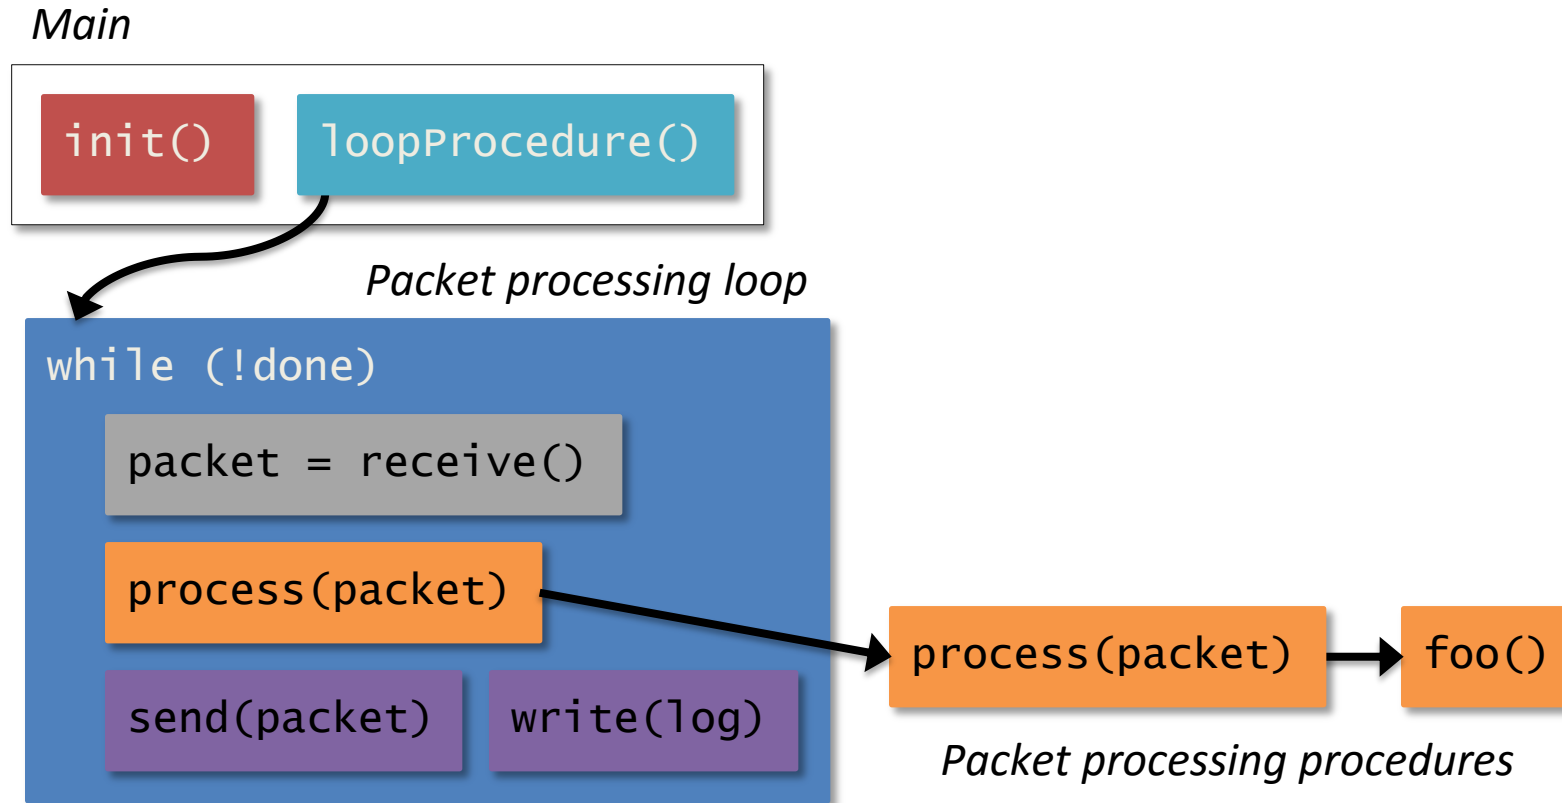 Main
init()
loopProcedure()
Packet processing loop
while (!done)
packet = receive()
process(packet)
send(packet)
write(log)
process(packet)
foo()
Packet processing procedures